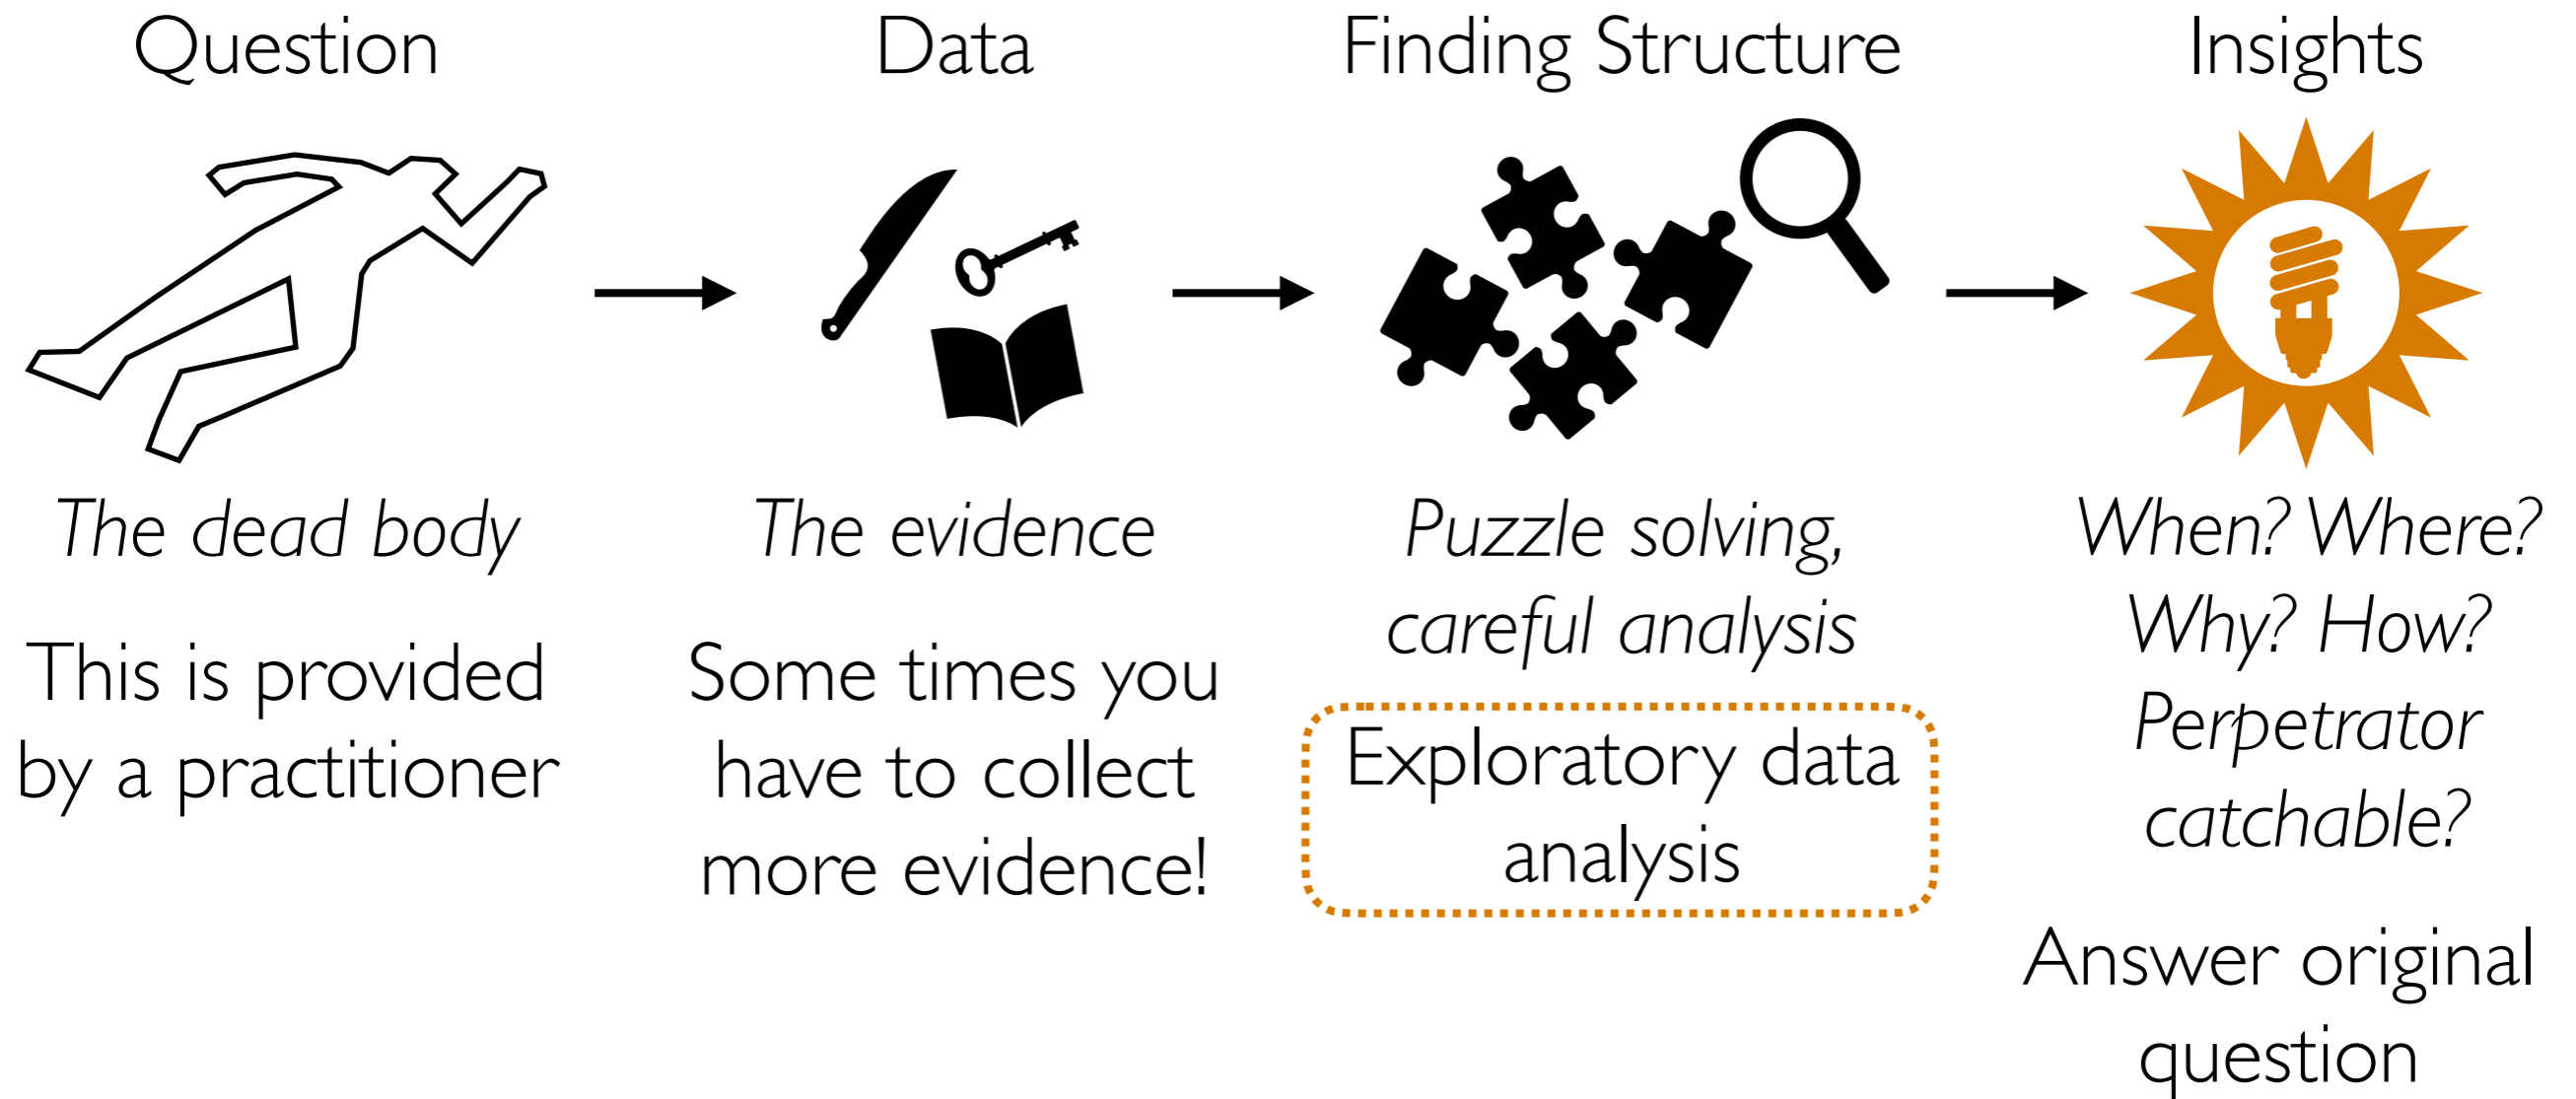 Question
The dead body
This is provided
by a practitioner
Data
The evidence
Some times you
have to collect
more evidence!
Finding Structure
Puzzle solving,
careful analysis
Exploratory data
analysis
Insights
When? Where?
Why? How?
Perpetrator
catchable?
Answer original
question